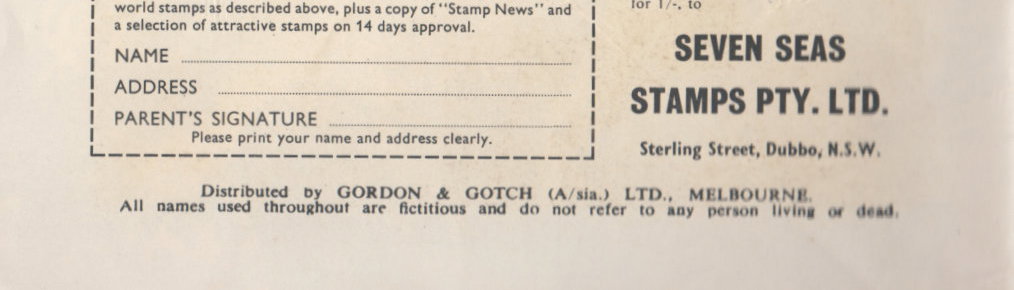 world stamps as described above, plus a copy of "Stamp News" and
a selection of attractive stamps on 14 days approval.
NAME
ADDRESS
PARENT'S SIGNATURE
Please print your name and address clearly.
for 1/-, to
SEVEN SEAS
STAMPS PTY. LTD.
Sterling Street, Dubbo, N.S.W.
Distributed by GORDON & GOTCH (A/sia.) LTD., MELBOURNE.
All names used throughout are fictitious and do not refer to any person living or dead.